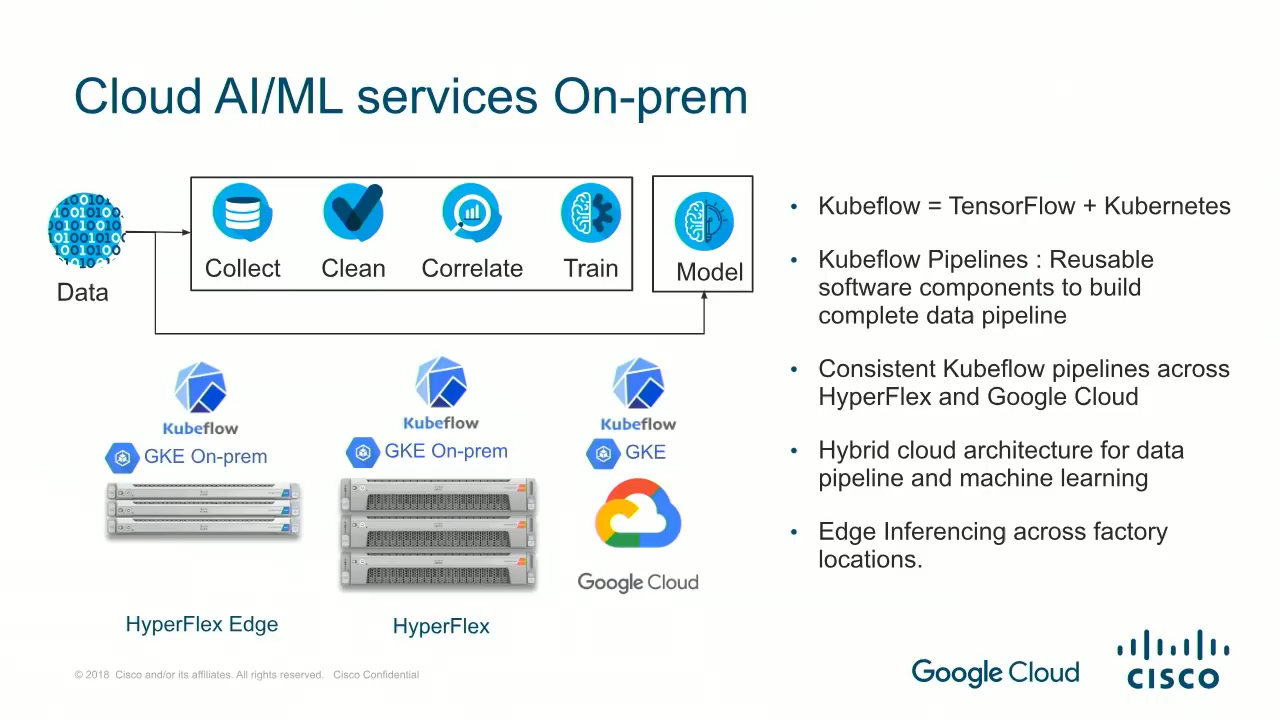 Cloud AI/ML services On-prem
Data
Collect
Clean
Correlate
Train
Model
Kubeflow
GKE On-prem
HyperFlex Edge
Kubeflow
GKE On-prem
HyperFlex
Kubeflow
GKE
Google Cloud
• Kubeflow = TensorFlow + Kubernetes
• Kubeflow Pipelines : Reusable
software components to build
complete data pipeline
• Consistent Kubeflow pipelines across
HyperFlex and Google Cloud
• Hybrid cloud architecture for data
pipeline and machine learning
• Edge Inferencing across factory
locations.
© 2018 Cisco and/or its affiliates. All rights reserved. Cisco Confidential
Google Cloud
CISCO